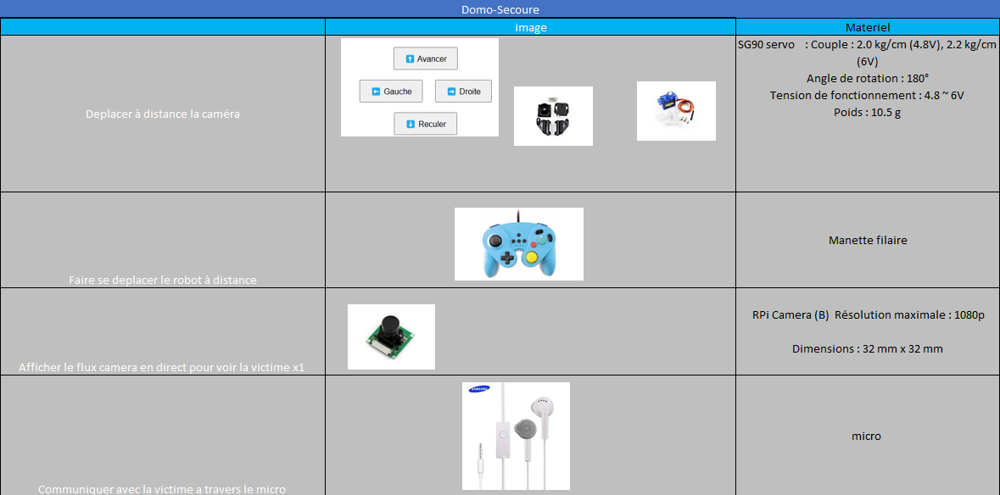 Domo-Secoure
image
Materiel
Deplacer à distance la caméra
Avancer
Gauche
Droite
Reculer
SG90 servo : Couple : 2.0 kg/cm (4.8V), 2.2 kg/cm
(6V)
Angle de rotation : 180°
Tension de fonctionnement : 4.8 ~ 6V
Poids : 10.5 g
Faire se deplacer le robot à distance
Manette filaire
Afficher le flux camera en direct pour voir la victime x1
RPi Camera (B) Résolution maximale : 1080p
Dimensions : 32 mm x 32 mm
Communiquer avec la victime a travers le micro
SAMSUNG
micro